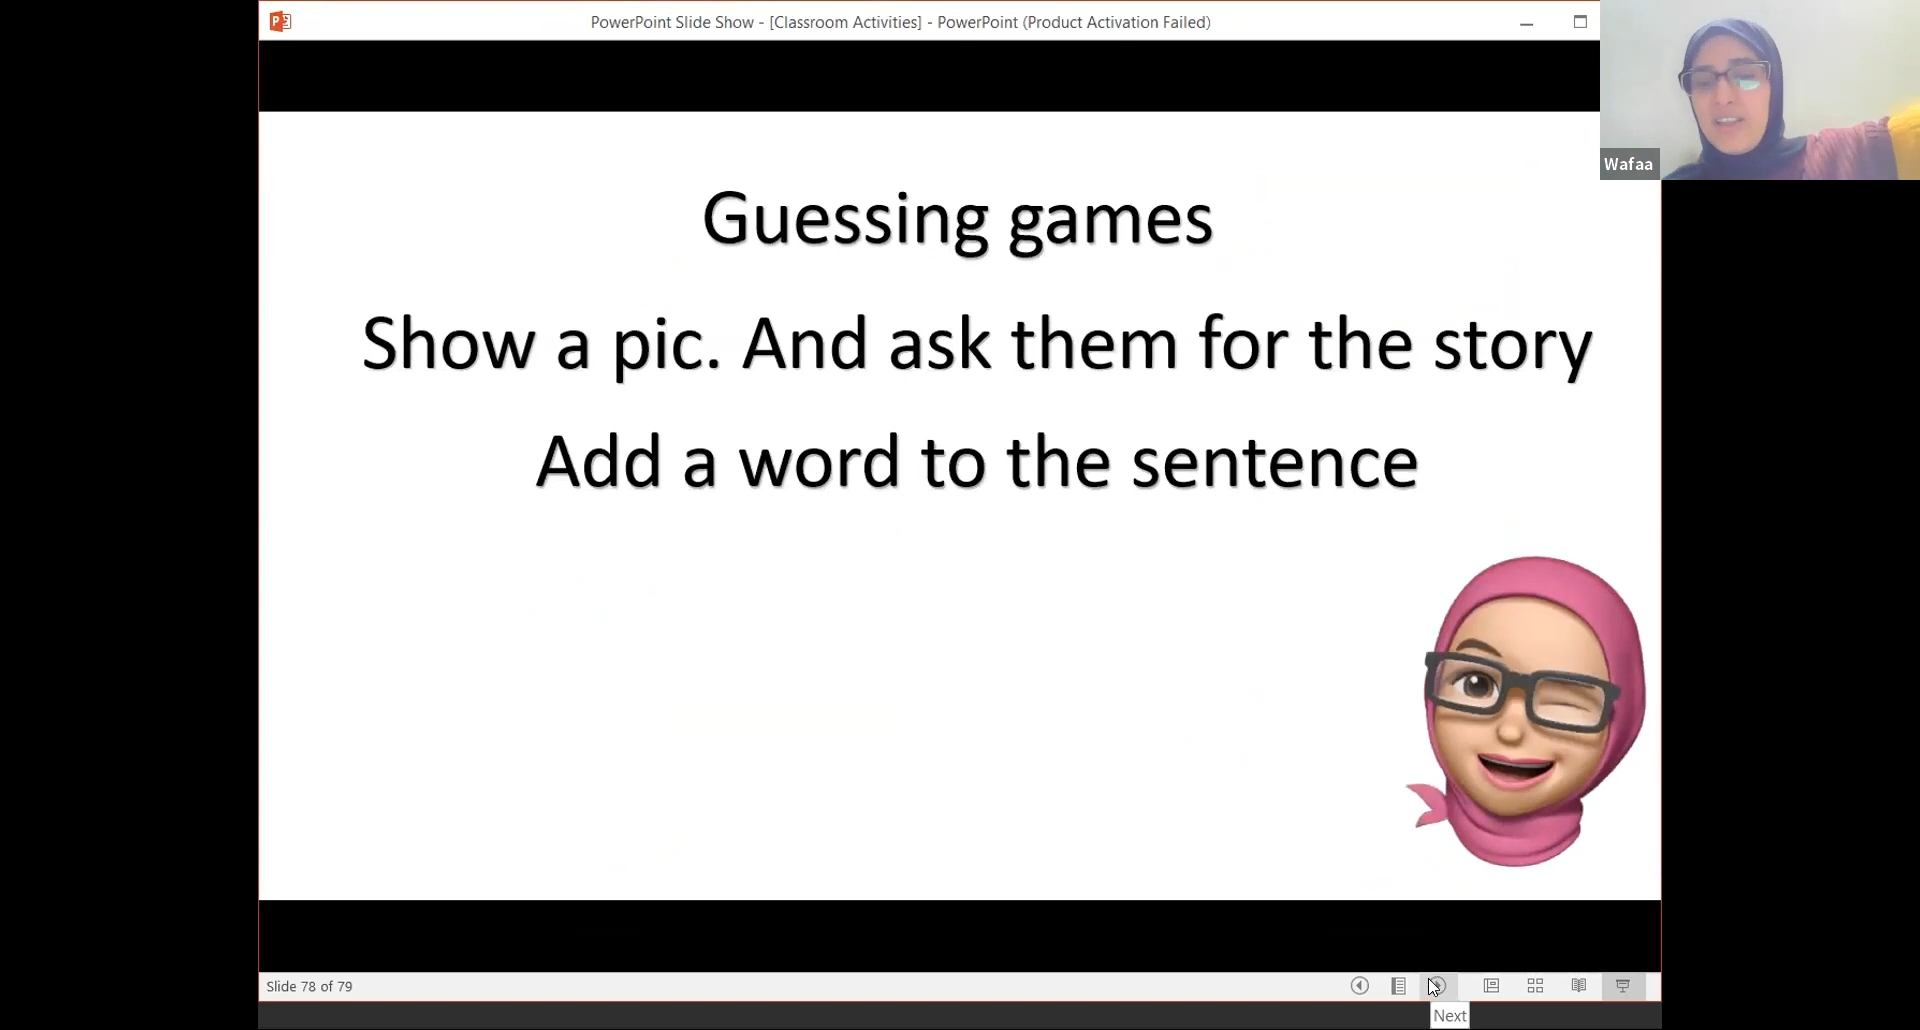 PowerPoint Slide Show - [Classroom Activities] - PowerPoint (Product Activation Failed)
Wafaa
Guessing games
Show a pic. And ask them for the story
Add a word to the sentence
Slide 78 of 79
Next